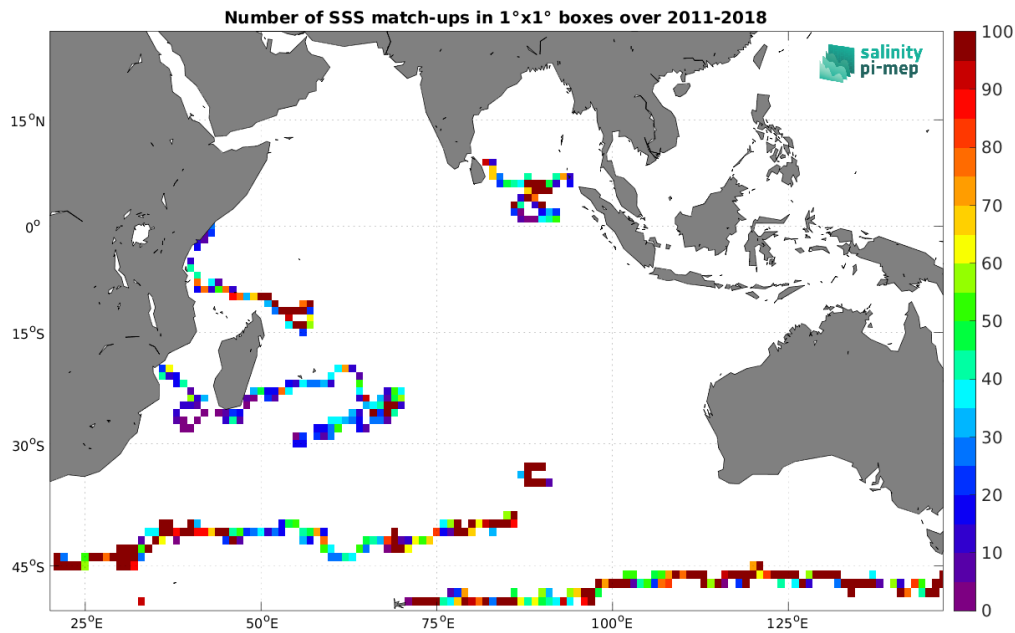 Number of SSS match-ups in 1°x1° boxes over 2011-2018
salinity
pi-mep
15°N
0°
15°S
30°S
45°S
25°E
50°E
75°E
100°E
125°E
100
90
80
70
60
50
40
30
20
10
0